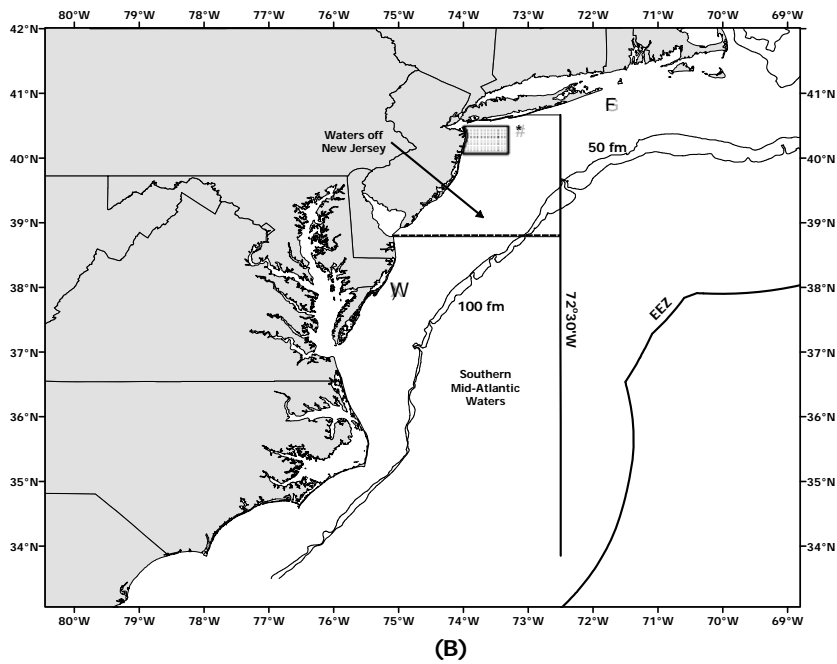 80°W 79°W 78°W 77°W 76°W 75°W 74°W 73°W 72°W 71°W 70°W 69°W
42°N
41°N 41°N
Waters off
New Jersey
*
#
50 fm
40°N 40°N
39°N 39°N
38°N 38°N
W
100 fm
72°30'W
EEZ
37°N 37°N
Southern
Mid-Atlantic
Waters
36°N 36°N
35°N 35°N
34°N 34°N
80°W 79°W 78°W 77°W 76°W 75°W 74°W 73°W 72°W 71°W 70°W 69°W
(B)